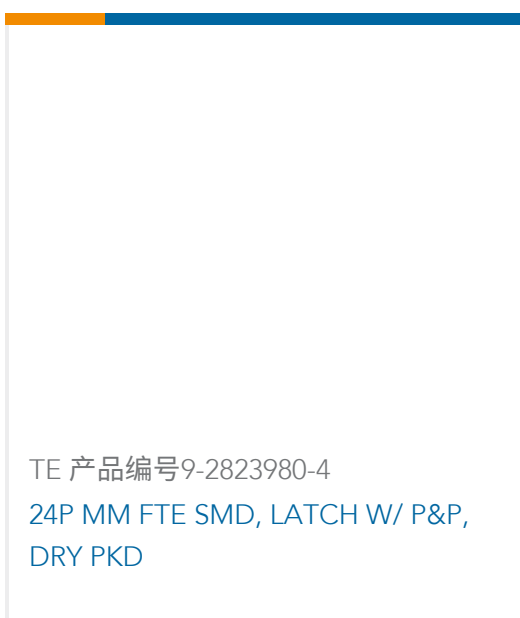 TE 产品编号9-2823980-4
24P MM FTE SMD, LATCH W/ P&P,
DRY PKD